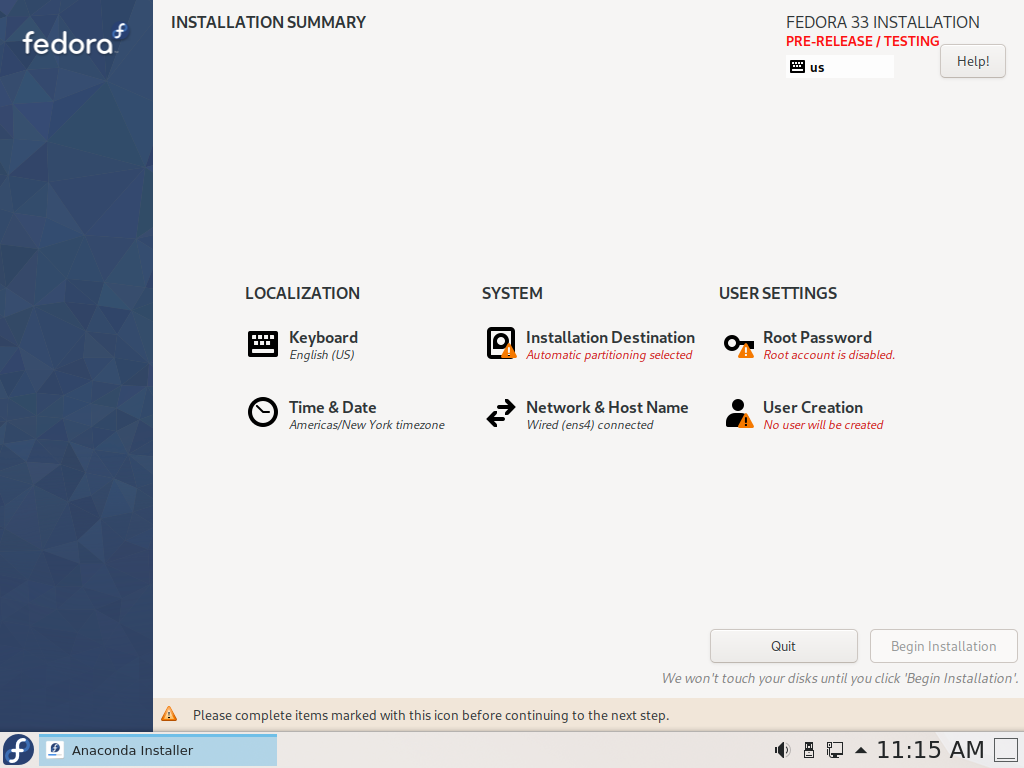 fedora
INSTALLATION SUMMARY
FEDORA 33 INSTALLATION
PRE-RELEASE / TESTING
us
Help!
LOCALIZATION
Keyboard
English (US)
Time & Date
Americas/New York timezone
SYSTEM
Installation Destination
Automatic partitioning selected
Network & Host Name
Wired (ens4) connected
USER SETTINGS
Root Password
Root account is disabled.
User Creation
No user will be created
Quit
Begin Installation
We won't touch your disks until you click 'Begin Installation'.
Please complete items marked with this icon before continuing to the next step.
Anaconda Installer
11:15 AM